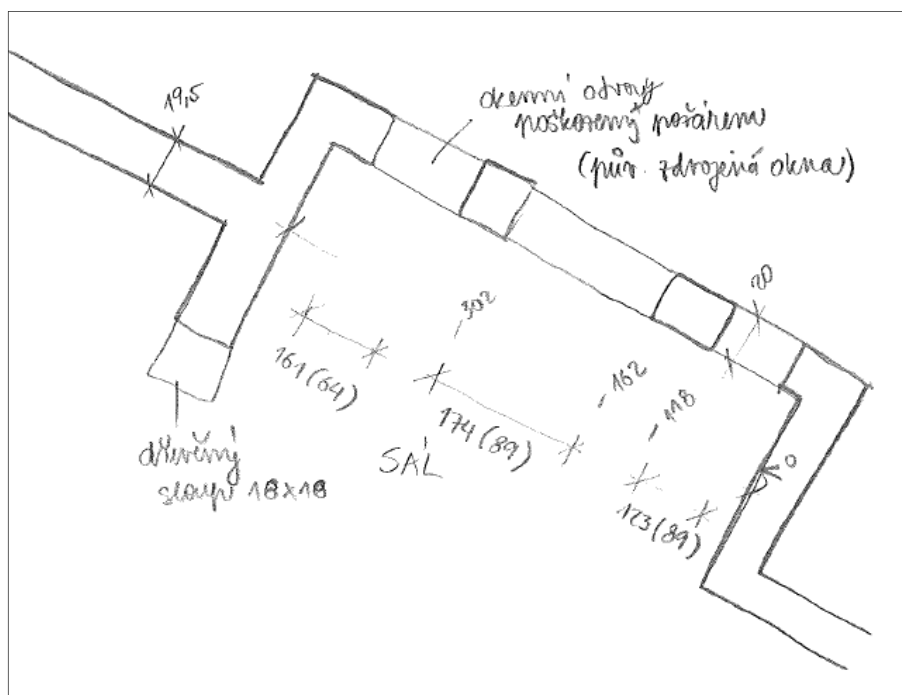 19,5
okenní otvory
poškozený požárem
(pův. zdvojená okna)
20
-302
161(64)
-162
-118
174(89)
SÁL
0
123(89)
dřevěný
sloup 18x18